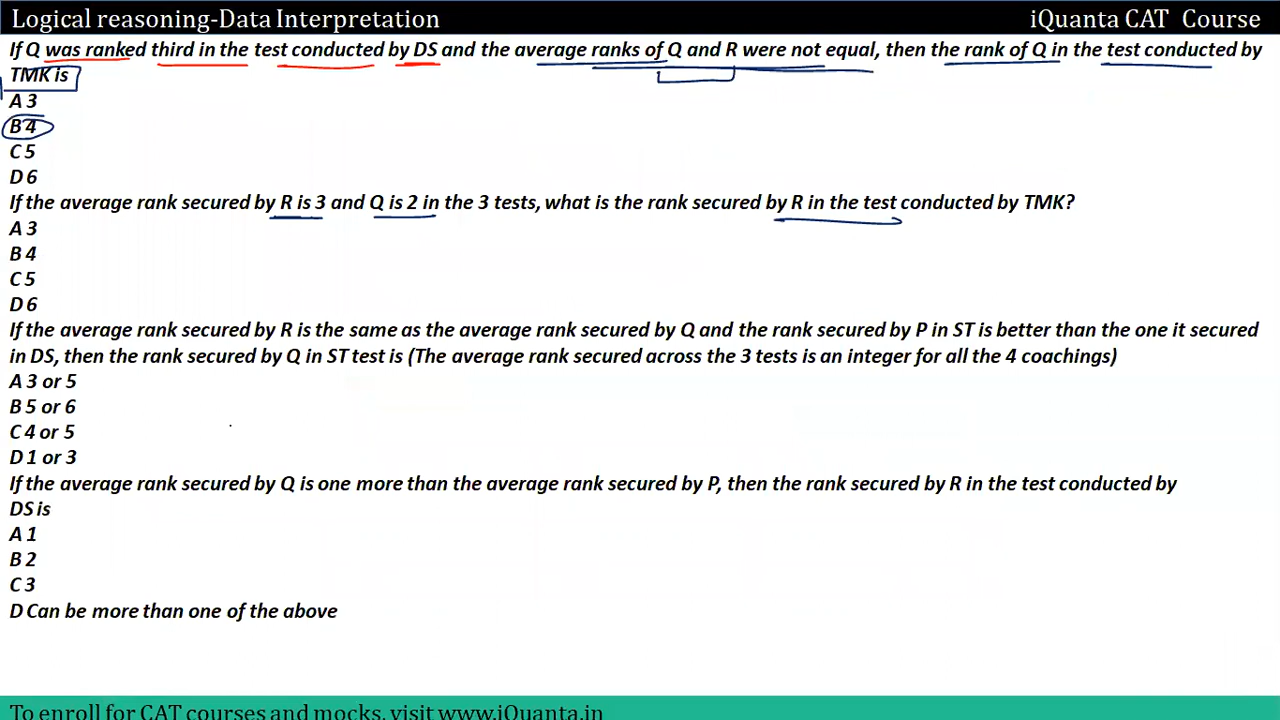 Logical reasoning-Data Interpretation
iQuanta CAT Course
If Q was ranked third in the test conducted by DS and the average ranks of Q and R were not equal, then the rank of Q in the test conducted by
TMK is
A 3
B 4
C 5
D 6
If the average rank secured by R is 3 and Q is 2 in the 3 tests, what is the rank secured by R in the test conducted by TMK?
A 3
B 4
C 5
D 6
If the average rank secured by R is the same as the average rank secured by Q and the rank secured by P in ST is better than the one it secured
in DS, then the rank secured by Q in ST test is (The average rank secured across the 3 tests is an integer for all the 4 coachings)
A 3 or 5
B 5 or 6
C 4 or 5
D 1 or 3
If the average rank secured by Q is one more than the average rank secured by P, then the rank secured by R in the test conducted by
DS is
A 1
B 2
C 3
D Can be more than one of the above
To enroll for CAT courses and mocks, visit www.iQuanta.in